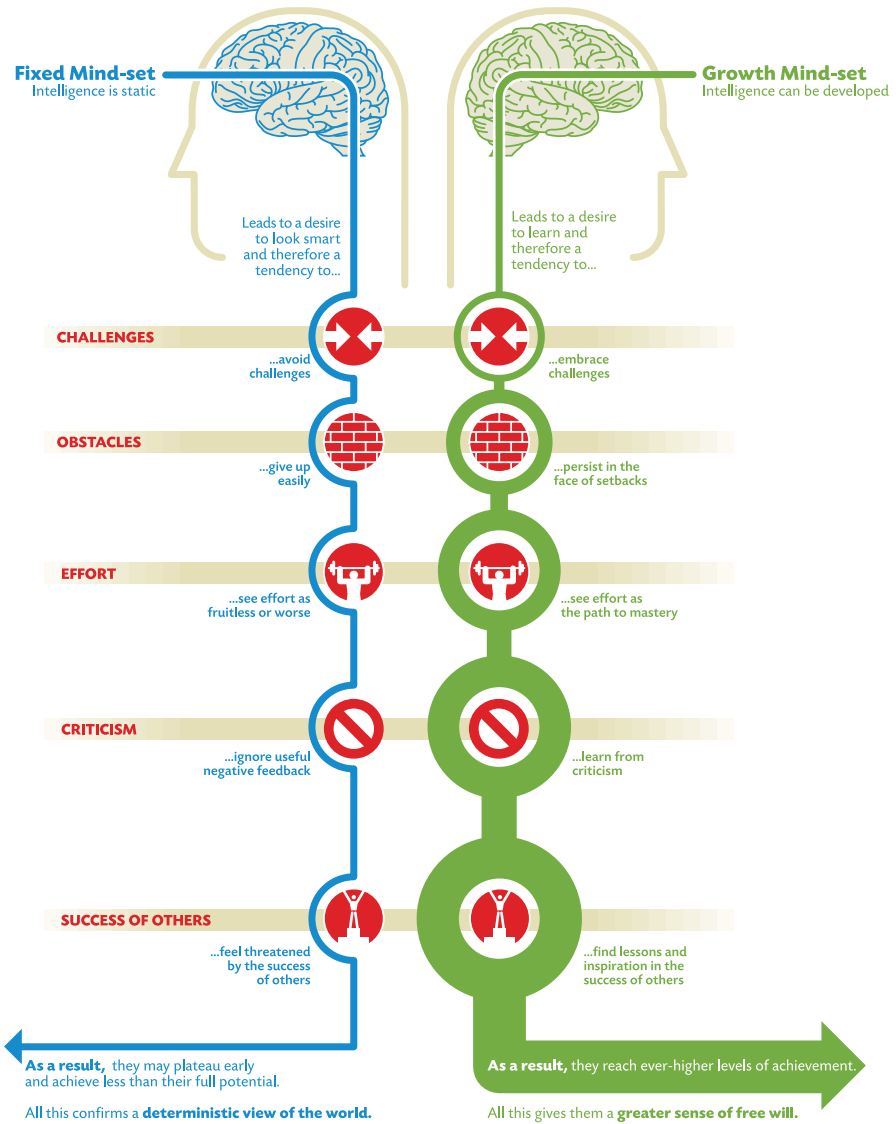 Fixed Mind-set
Intelligence is static
Growth Mind-set
Intelligence can be developed
Leads to a desire
to look smart
and therefore a
tendency to...
Leads to a desire
to learn and
therefore a
tendency to...
CHALLENGES
...avoid
challenges
...embrace
challenges
OBSTACLES
...give up
easily
...persist in the
face of setbacks
EFFORT
...see effort as
fruitless or worse
...see effort as
the path to mastery
CRITICISM
...ignore useful
negative feedback
...learn from
criticism
SUCCESS OF OTHERS
...feel threatened
by the success
of others
...find lessons and
inspiration in the
success of others
As a result, they may plateau early
and achieve less than their full potential.
All this confirms a deterministic view of the world.
As a result, they reach ever-higher levels of achievement.
All this gives them a greater sense of free will.